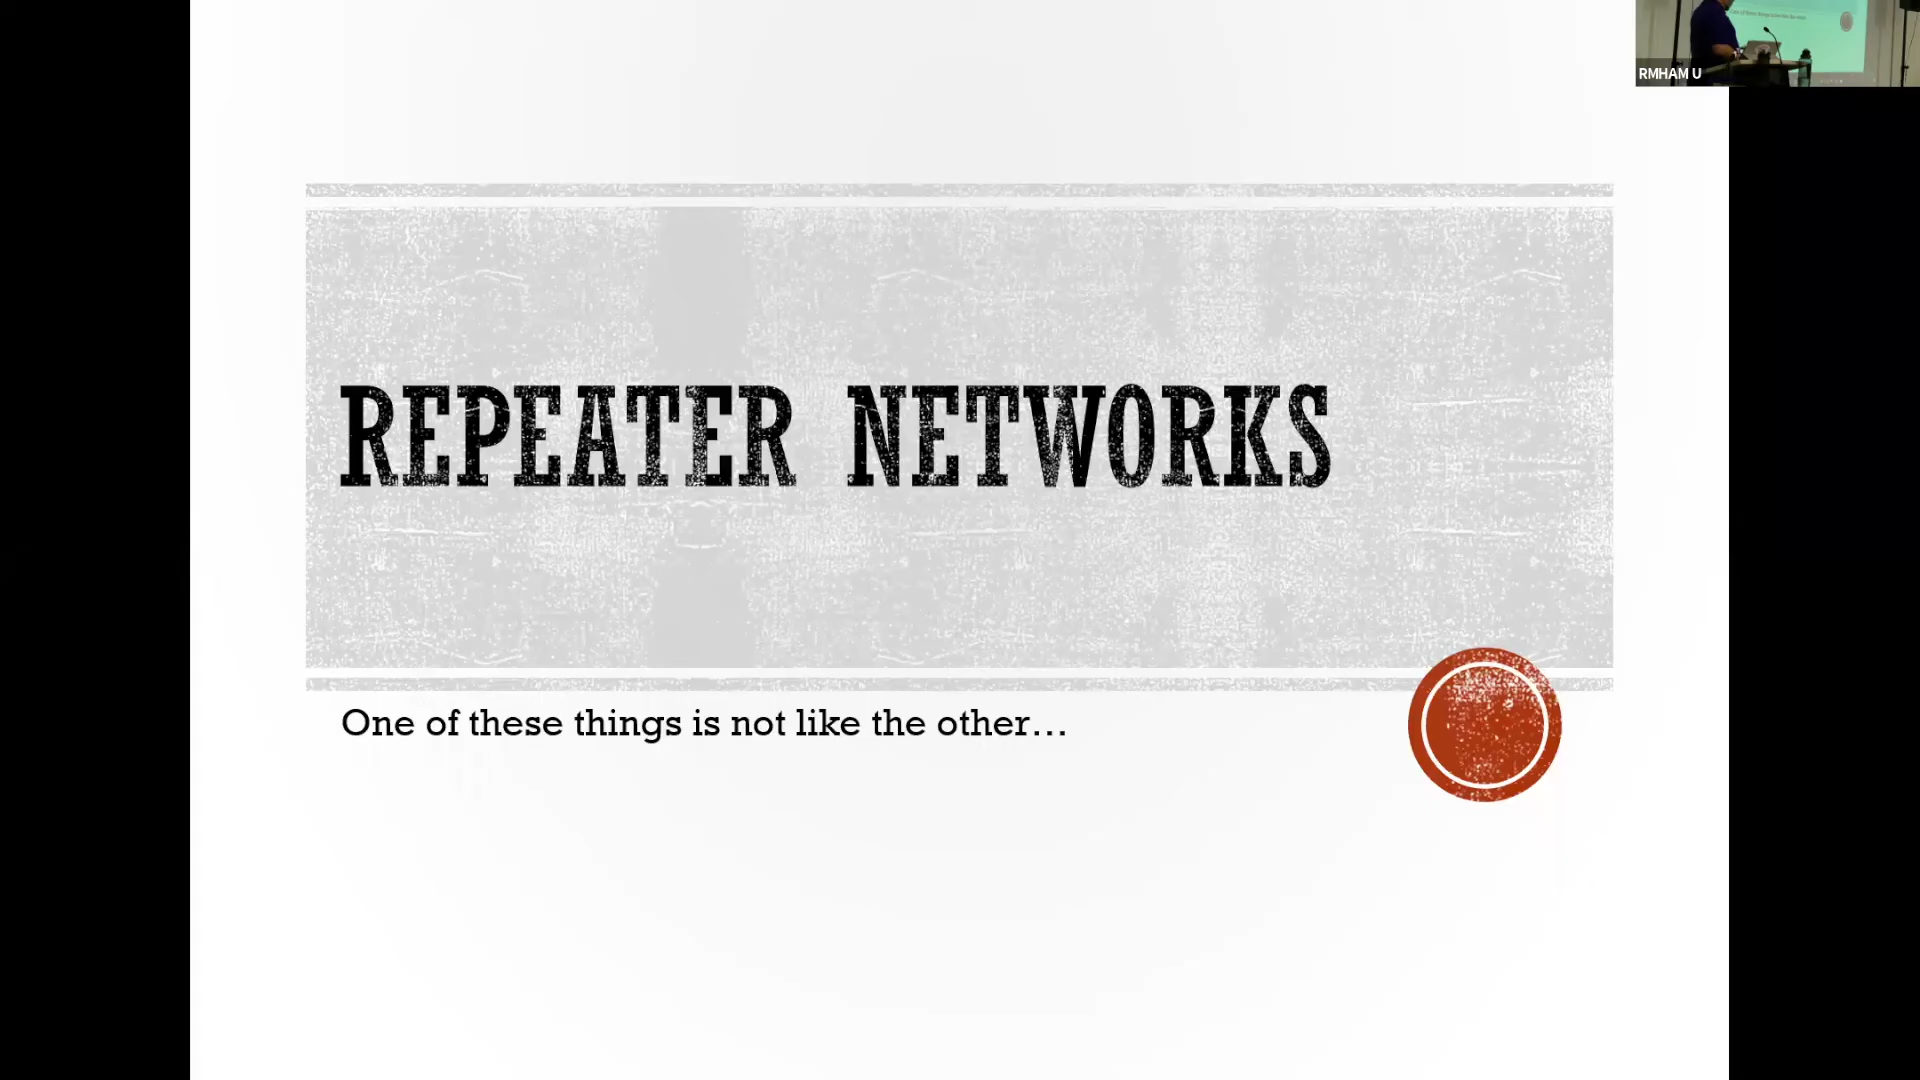 RMHAM U
REPEATER NETWORKS
One of these things is not like the other…